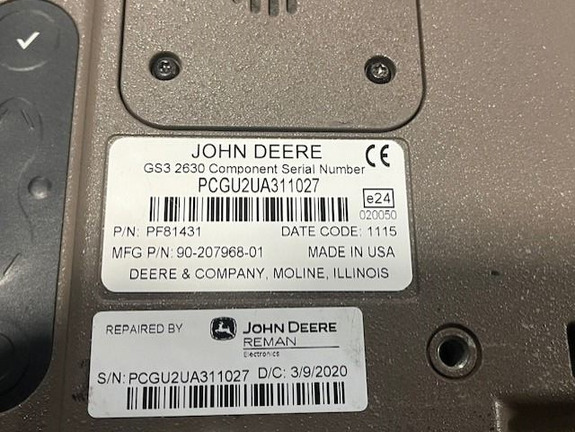 JOHN DEERE
GS3 2630 Component Serial Number
CE
PCGU2UA311027
e24
020050
P/N: PF81431 DATE CODE: 1115
MFG P/N: 90-207968-01 MADE IN USA
DEERE & COMPANY, MOLINE, ILLINOIS
REPAIRED BY JOHN DEERE
REMAN
Electronics
S/N: PCGU2UA311027 D/C: 3/9/2020